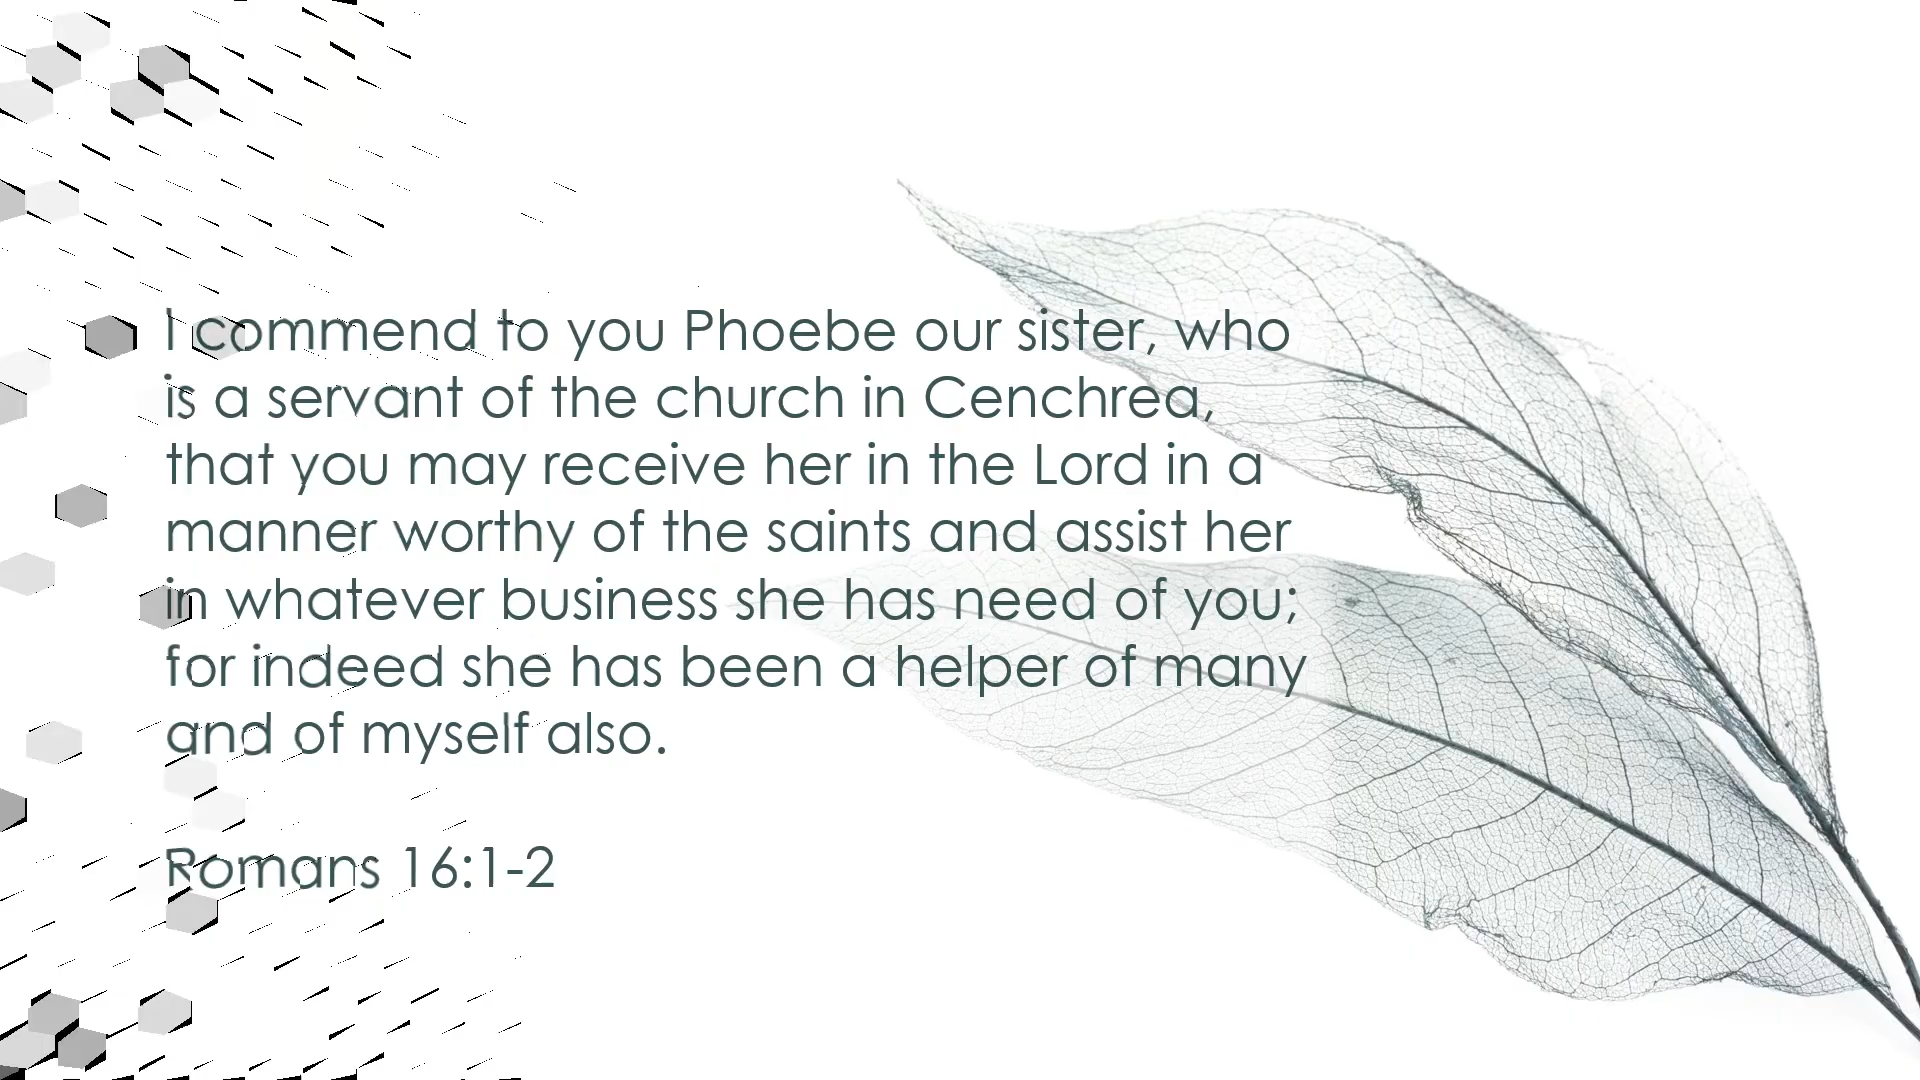 I commend to you Phoebe our sister, who
is a servant of the church in Cenchrea,
that you may receive her in the Lord in a
manner worthy of the saints and assist her
in whatever business she has need of you;
for indeed she has been a helper of many
and of myself also.
Romans 16:1-2